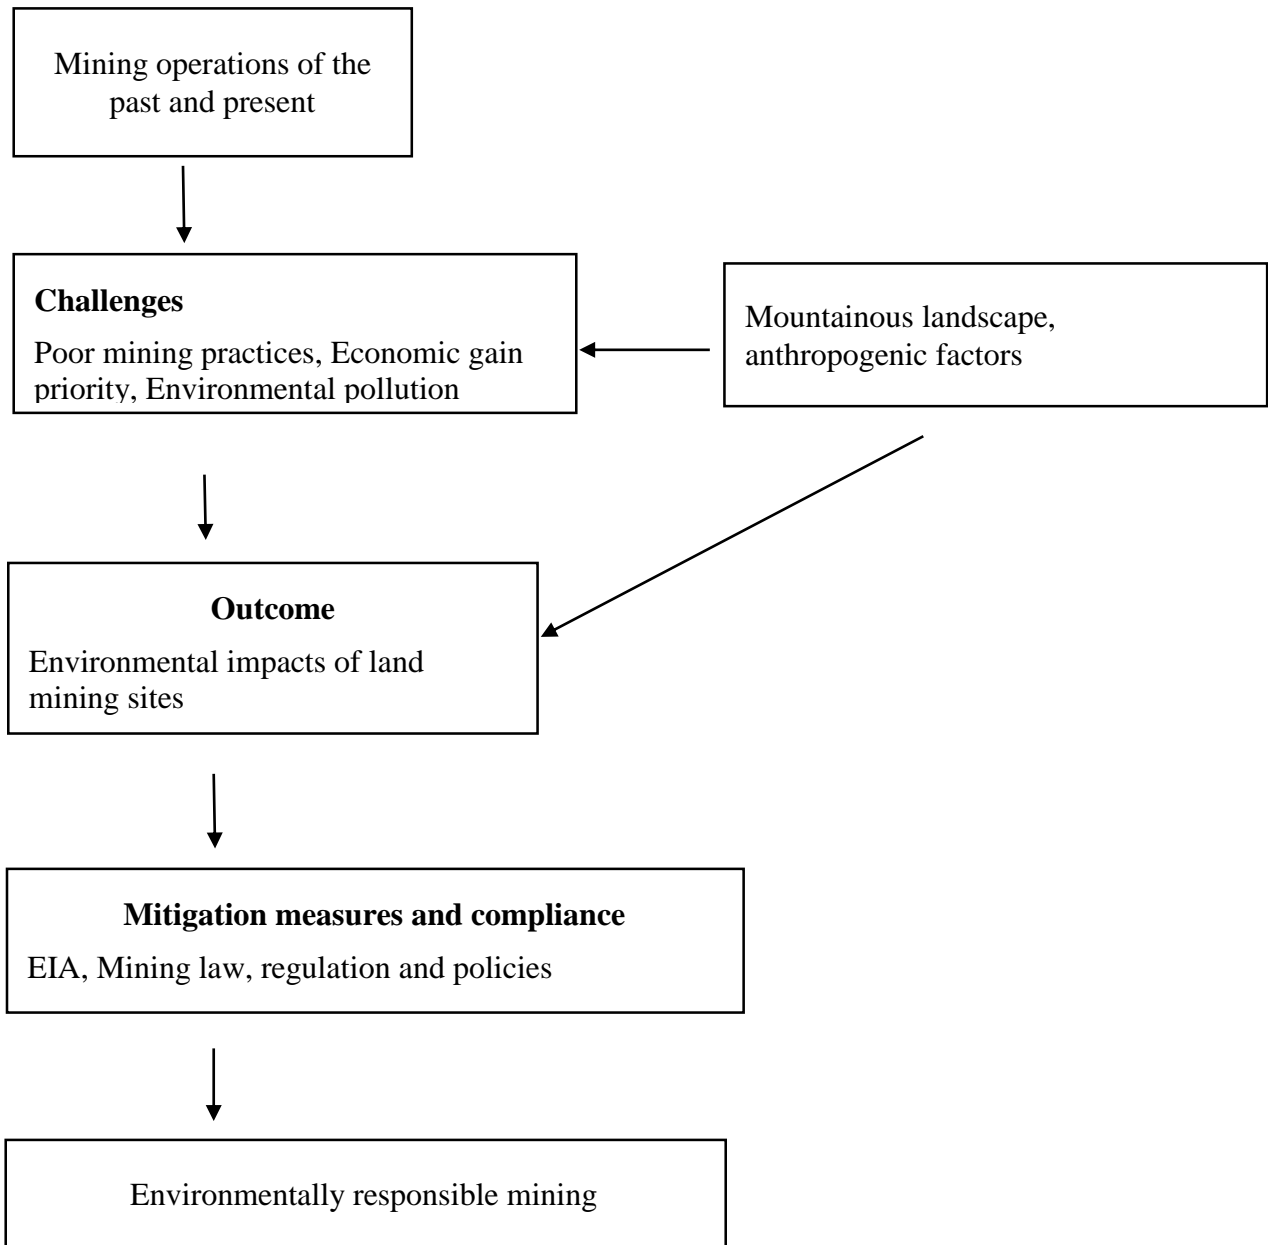 Mining operations of the
past and present
Challenges
Poor mining practices, Economic gain
priority, Environmental pollution
Mountainous landscape,
anthropogenic factors
Outcome
Environmental impacts of land
mining sites
Mitigation measures and compliance
EIA, Mining law, regulation and policies
Environmentally responsible mining